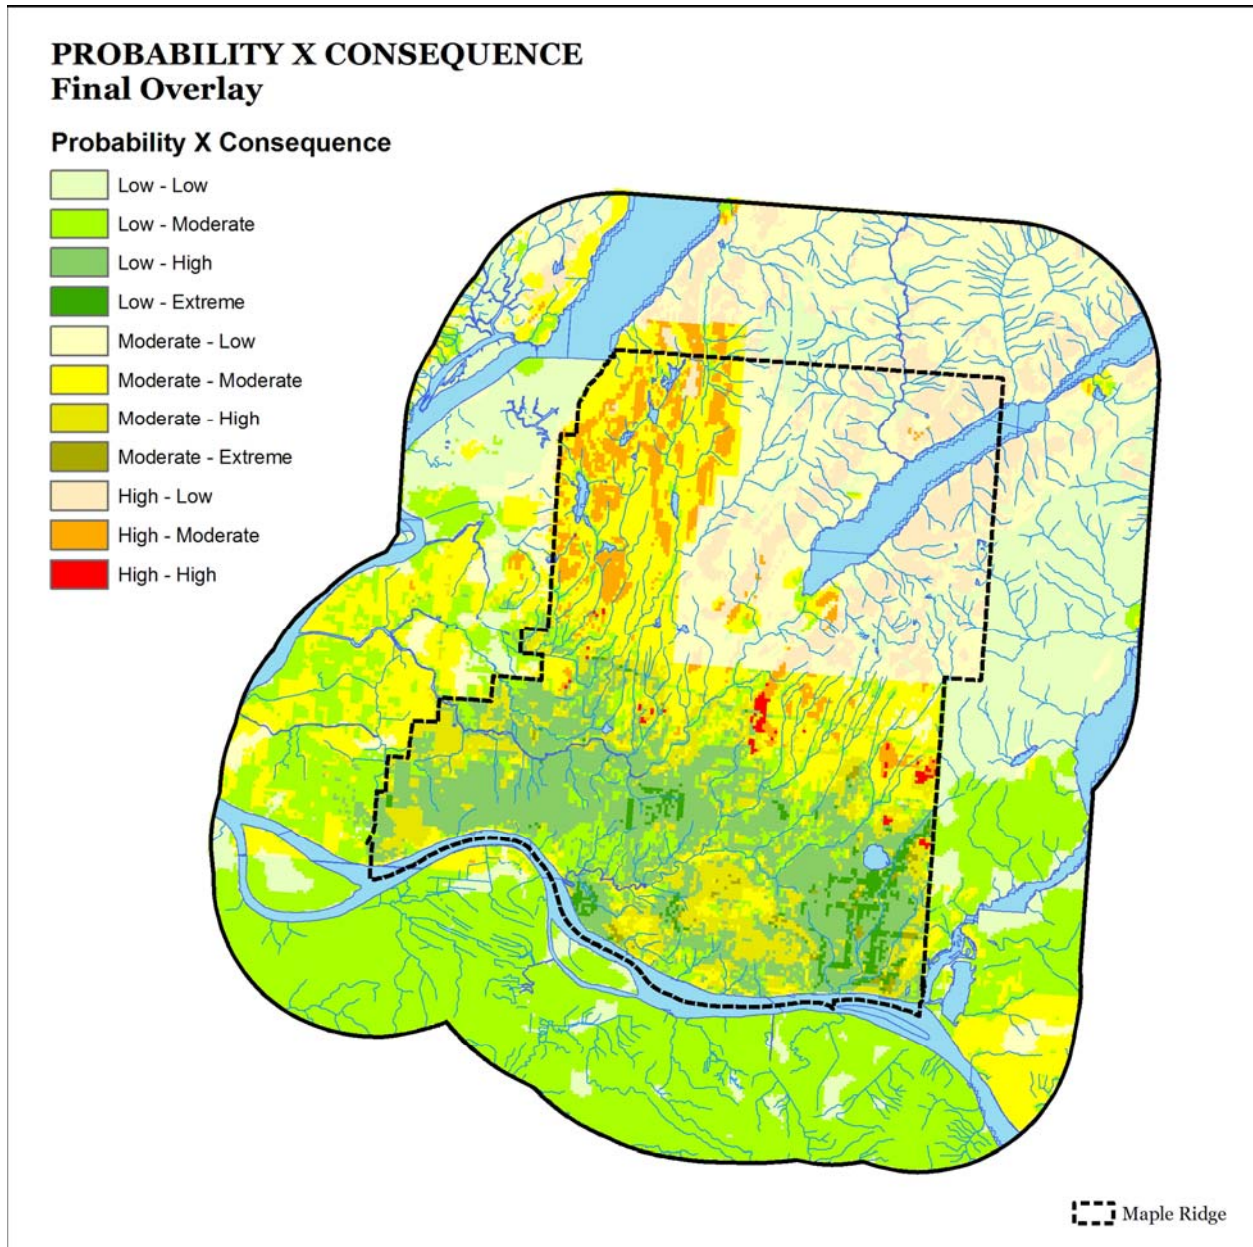 PROBABILITY X CONSEQUENCE
Final Overlay
Probability X Consequence
Low - Low
Low - Moderate
Low - High
Low - Extreme
Moderate - Low
Moderate - Moderate
Moderate - High
Moderate - Extreme
High - Low
High - Moderate
High - High
Maple Ridge